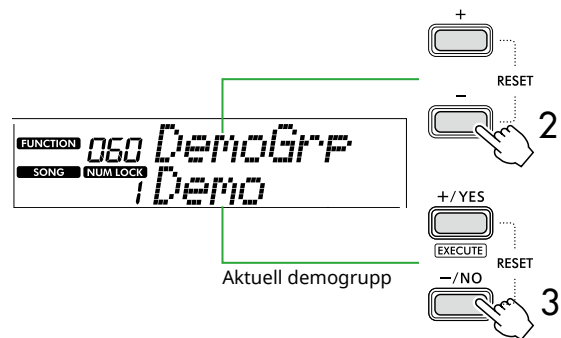 +
RESET
−
2
FUNCTION 060 DemoGrp
SONG NUM LOCK 1 Demo
+/YES
EXECUTE
RESET
Aktuell demogrupp
−/NO
3